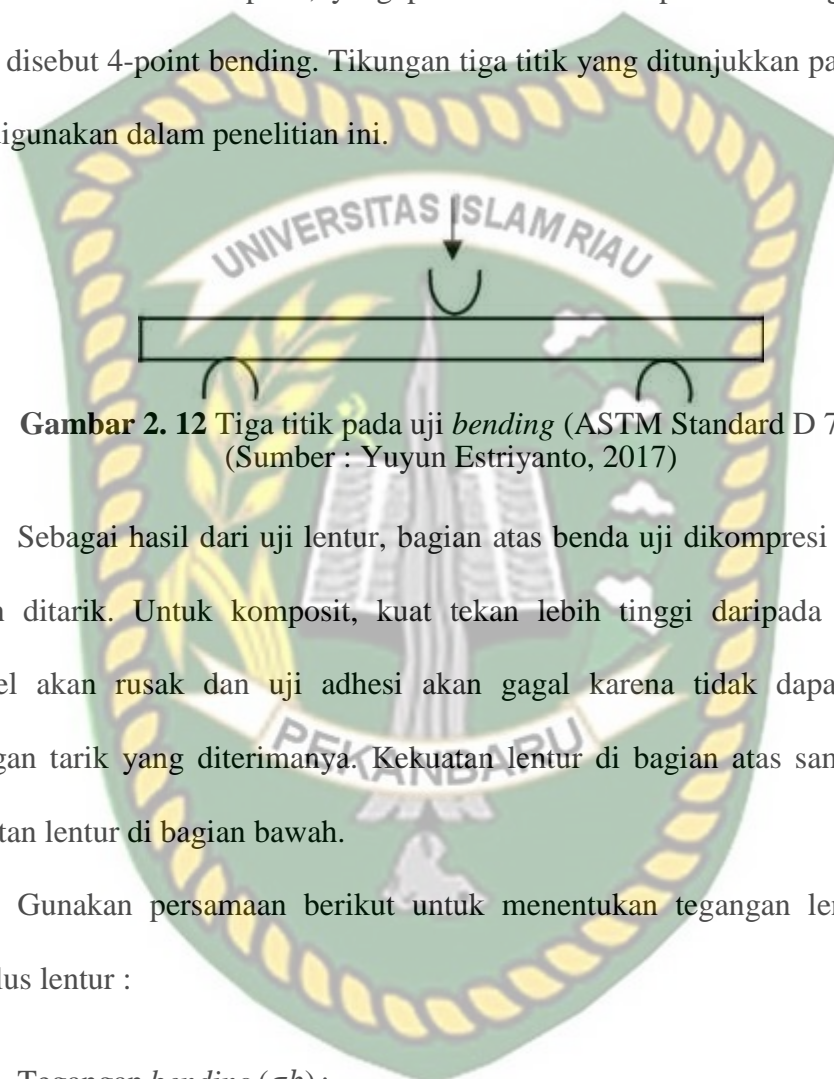 disebut 4-point bending. Tikungan tiga titik yang ditunjukkan pa
igunakan dalam penelitian ini.
UNIVERSITAS ISLAM RIAU
Gambar 2. 12 Tiga titik pada uji bending (ASTM Standard D 7
(Sumber : Yuyun Estriyanto, 2017)
Sebagai hasil dari uji lentur, bagian atas benda uji dikompresi
ditarik. Untuk komposit, kuat tekan lebih tinggi daripada
el akan rusak dan uji adhesi akan gagal karena tidak dapa
gan tarik yang diterimanya. Kekuatan lentur di bagian atas sam
PEKANBARU
tan lentur di bagian bawah.
Gunakan persamaan berikut untuk menentukan tegangan len
lus lentur :
Tegangan bending (σb) :